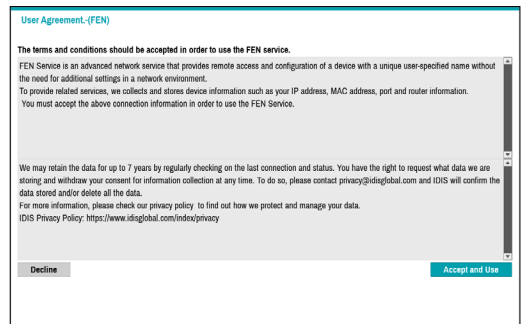 User Agreement.-(FEN)
The terms and conditions should be accepted in order to use the FEN service.
FEN Service is an advanced network service that provides remote access and configuration of a device with a unique user-specified name without
the need for additional settings in a network environment.
To provide related services, we collects and stores device information such as your IP address, MAC address, port and router information.
You must accept the above connection information in order to use the FEN Service.
We may retain the data for up to 7 years by regularly checking on the last connection and status. You have the right to request what data we are
storing and withdraw your consent for information collection at any time. To do so, please contact privacy@idisglobal.com and IDIS will confirm the
data stored and/or delete all the data.
For more information, please check our privacy policy to find out how we protect and manage your data.
IDIS Privacy Policy: https://www.idisglobal.com/index/privacy
Decline
Accept and Use